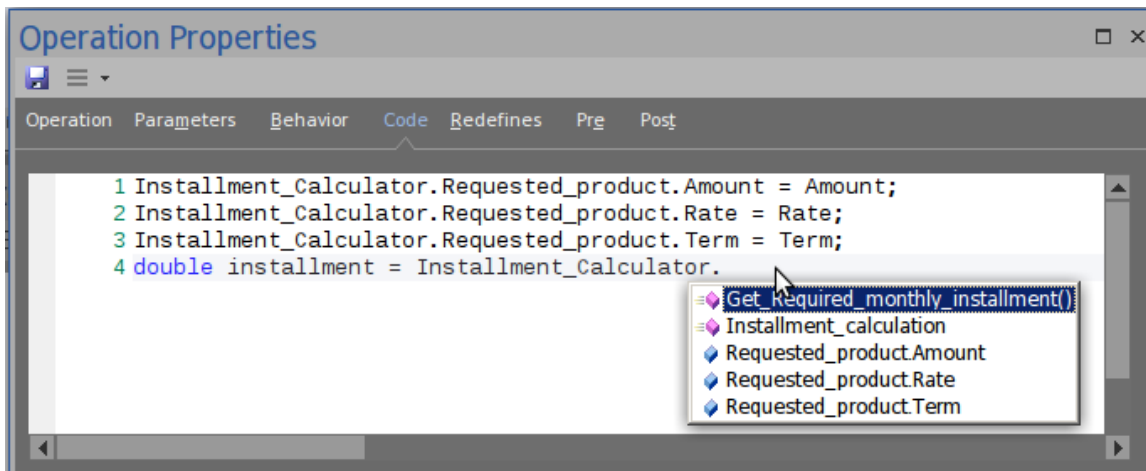 Operation Properties
Operation Parameters Behavior Code Redefines Pre Post
1 Installment_Calculator.Requested_product.Amount = Amount;
2 Installment_Calculator.Requested_product.Rate = Rate;
3 Installment_Calculator.Requested_product.Term = Term;
4 double installment = Installment_Calculator.
Get_Required_monthly_installment()
Installment_calculation
Requested_product.Amount
Requested_product.Rate
Requested_product.Term